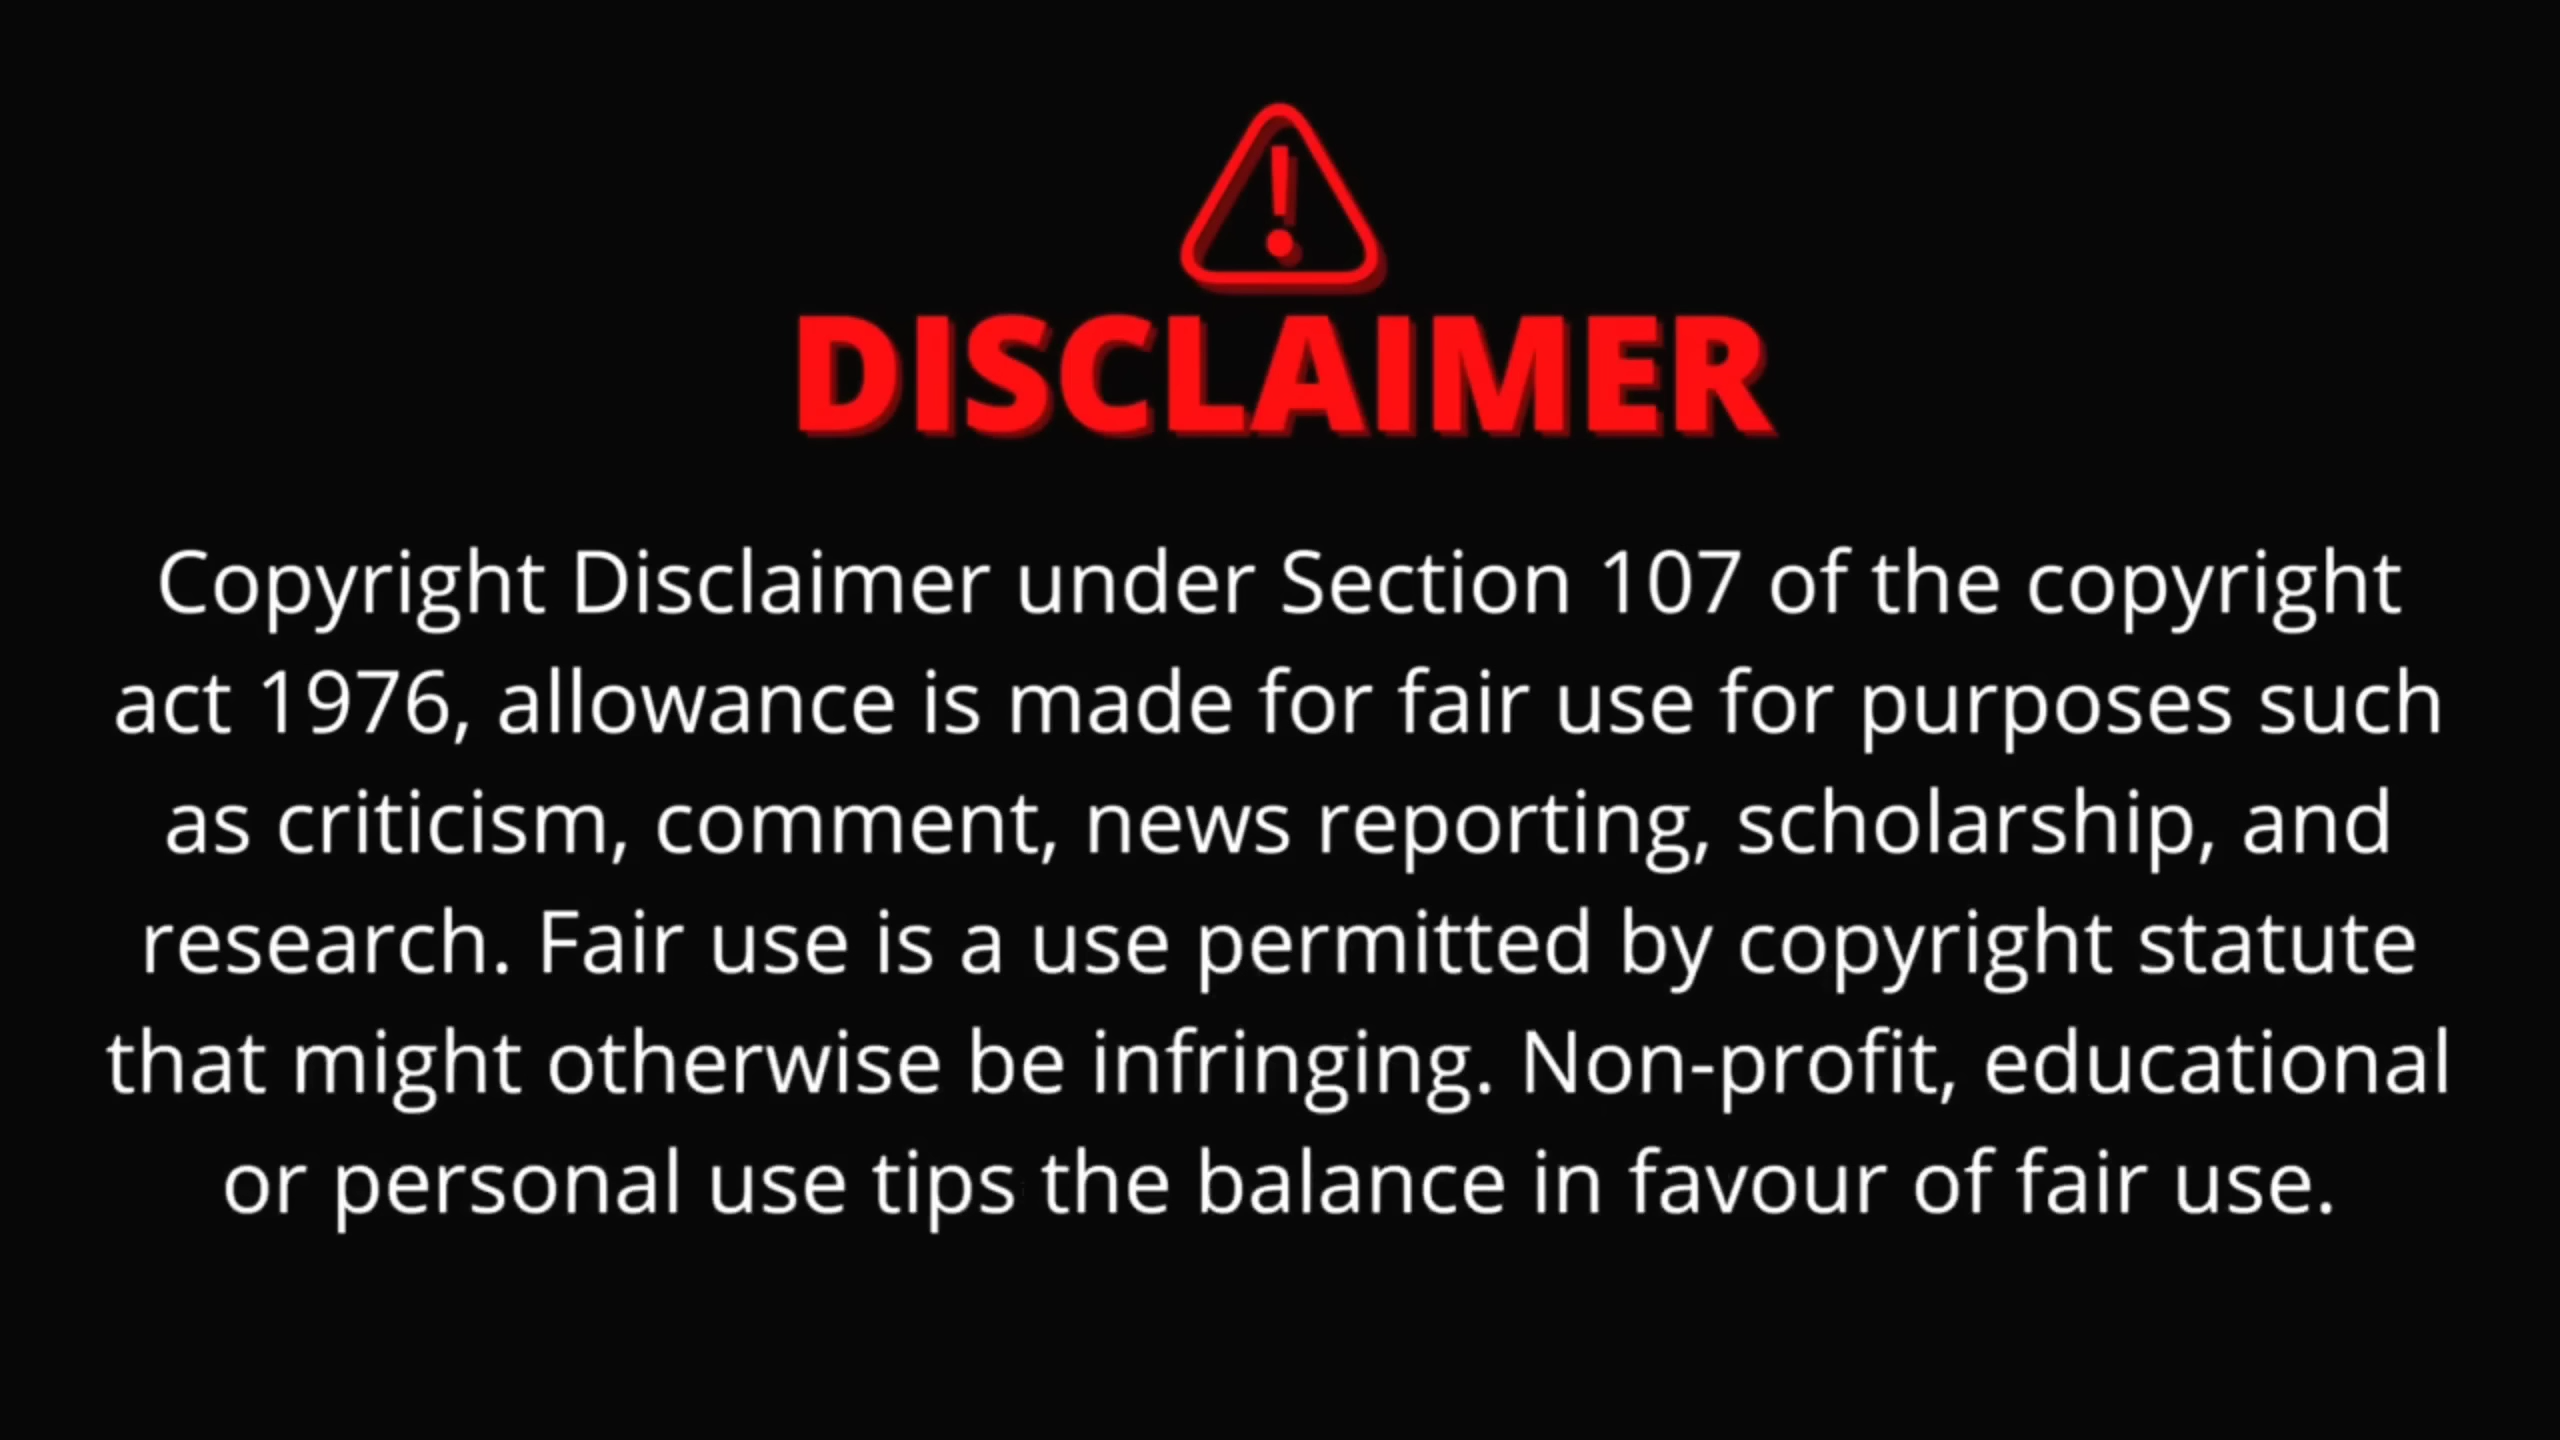 !
DISCLAIMER
Copyright Disclaimer under Section 107 of the copyright
act 1976, allowance is made for fair use for purposes such
as criticism, comment, news reporting, scholarship, and
research. Fair use is a use permitted by copyright statute
that might otherwise be infringing. Non-profit, educational
or personal use tips the balance in favour of fair use.